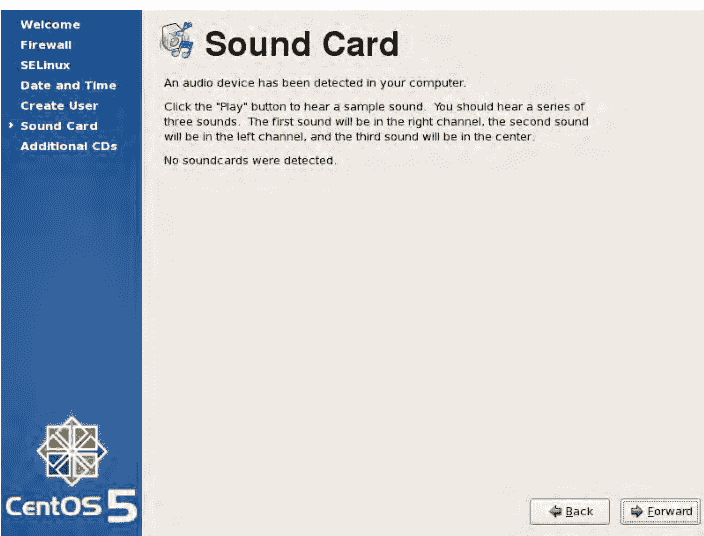 Welcome
Firewall
SELinux
Date and Time
Create User
Sound Card
Additional CDs
Sound Card
An audio device has been detected in your computer.
Click the "Play" button to hear a sample sound.  You should hear a series of
three sounds.  The first sound will be in the right channel, the second sound
will be in the left channel, and the third sound will be in the center.
No soundcards were detected.
CentOS 5
Back
Forward